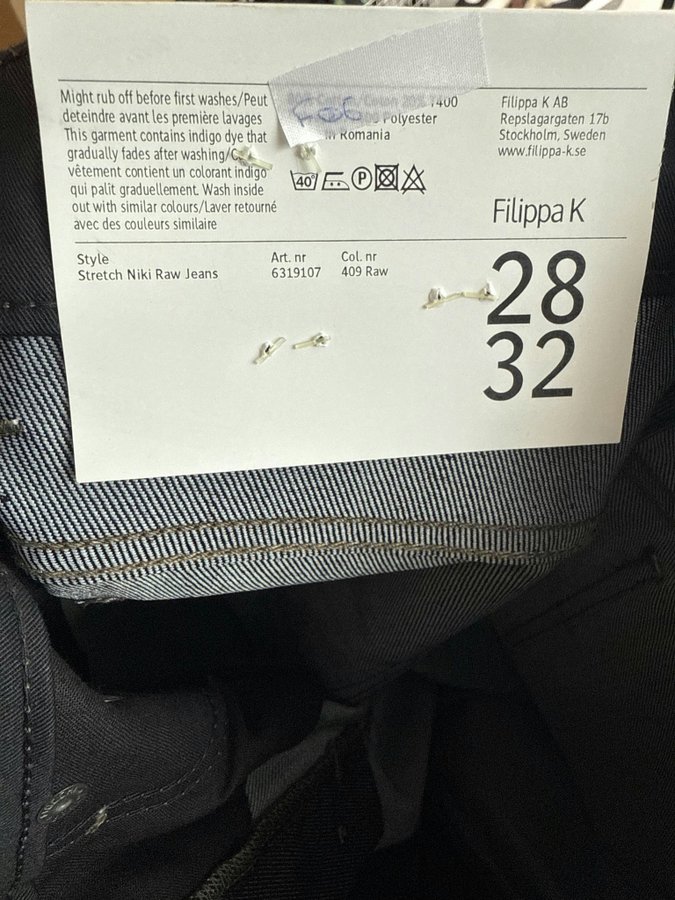 Might rub off before first washes/Peut
deteindre avant les première lavages
This garment contains indigo dye that
gradually fades after washing/
vêtement contient un colorant indigo
qui palit graduellement. Wash inside
out with similar colours/Laver retourné
avec des couleurs similaire
1400
Polyester
Romania
40°
P
Filippa K AB
Repslagargaten 17b
Stockholm, Sweden
www.filippa-k.se
Filippa K
Style
Stretch Niki Raw Jeans
Art. nr
6319107
Col. nr
409 Raw
28
32